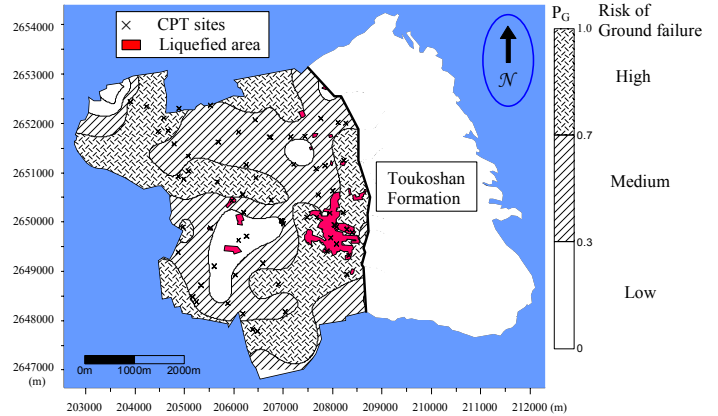 CPT sites
Liquefied area
N
P_G
Risk of
Ground failure
1.0
High
0.7
Medium
0.3
Low
0
Toukoshan
Formation
2654000
2653000
2652000
2651000
2650000
2649000
2648000
2647000
(m)
0m
1000m
2000m
203000 204000 205000 206000 207000 208000 209000 (m) 210000 211000 212000 (m)